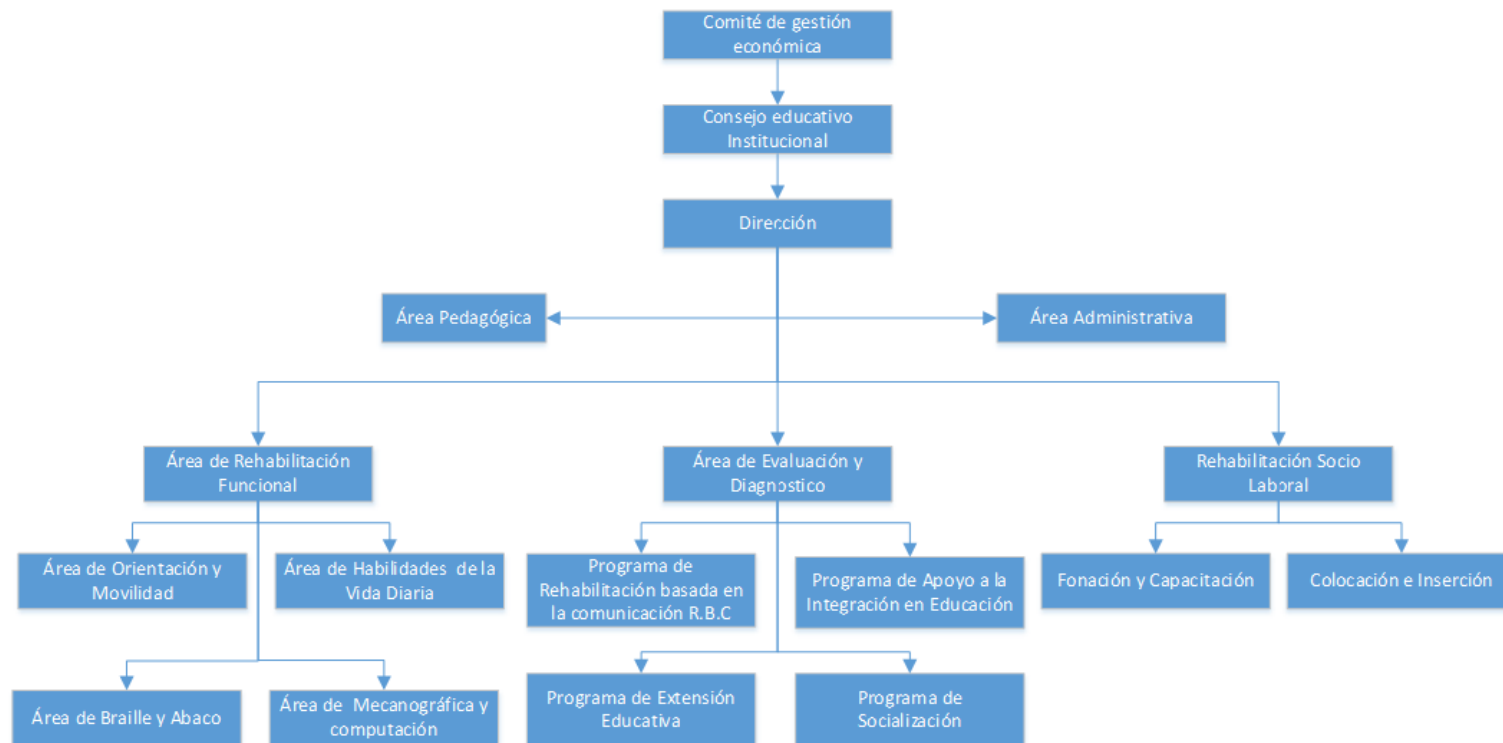 Comité de gestión
económica
Consejo educativo
Institucional
Dirección
Área Pedagógica
Área Administrativa
Área de Rehabilitación
Funcional
Área de Evaluación y
Diagnostico
Rehabilitación Socio
Laboral
Área de Orientación y
Movilidad
Área de Habilidades de la
Vida Diaria
Programa de
Rehabilitación basada en
la comunicación R.B.C
Programa de Apoyo a la
Integración en Educación
Fonación y Capacitación
Colocación e Inserción
Área de Braille y Abaco
Área de Mecanográfica y
computación
Programa de Extensión
Educativa
Programa de
Socialización